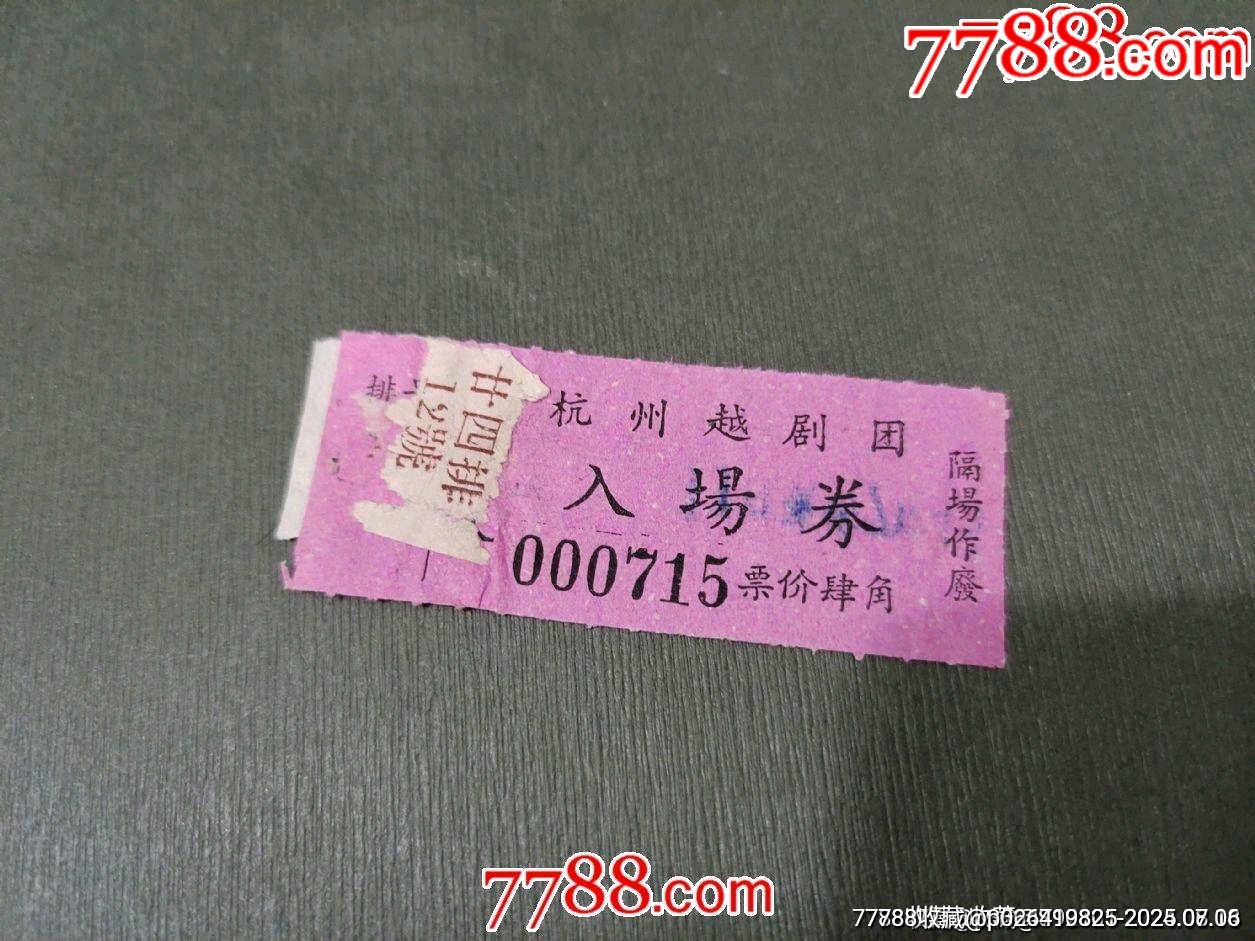 7788.com
杭州越剧团
入場券
000715 票价肆角
隔場作廢
廿四排
12號
排
7788.com